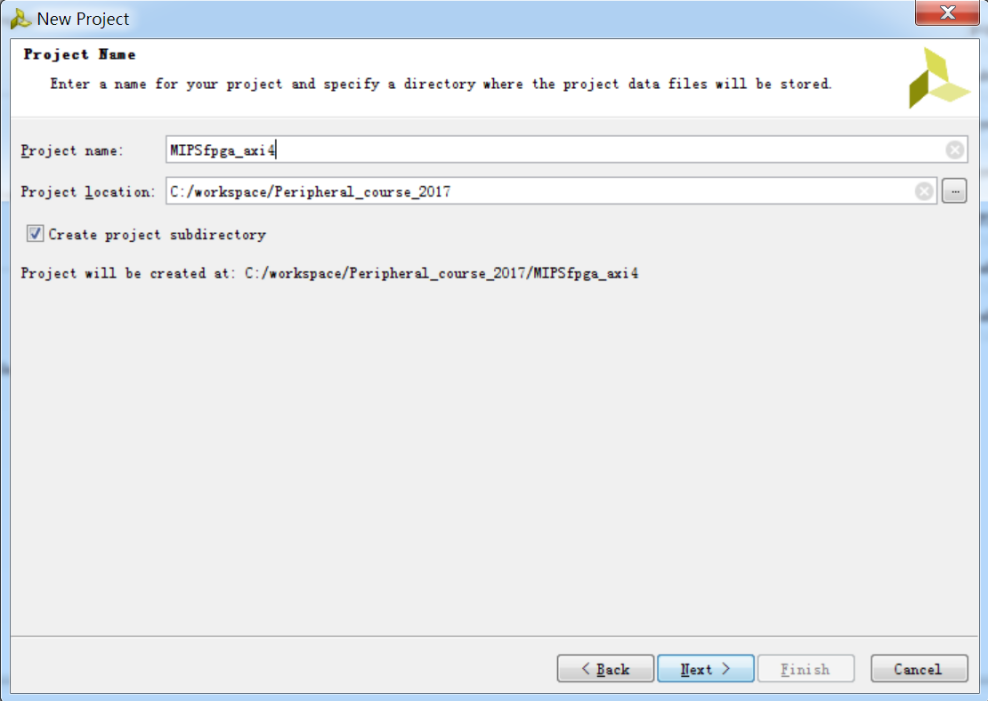 New Project
Project Name
Enter a name for your project and specify a directory where the project data files will be stored.
Project name: MIPSfpga_axi4
Project location: C:/workspace/Peripheral_course_2017 ...
Create project subdirectory
Project will be created at: C:/workspace/Peripheral_course_2017/MIPSfpga_axi4
< Back Next > Finish Cancel